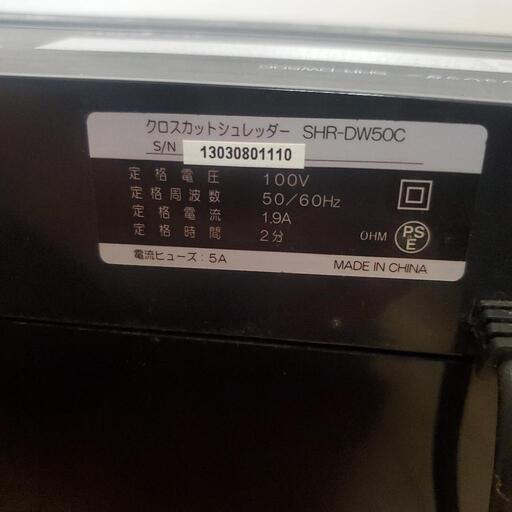 クロスカットシュレッダー SHR-DW50C
S/N 13030801110
定格電圧 100V
定格周波数 50/60Hz
定格電流 1.9A
定格時間 2分
OHM PSE
電流ヒューズ：5A
MADE IN CHINA